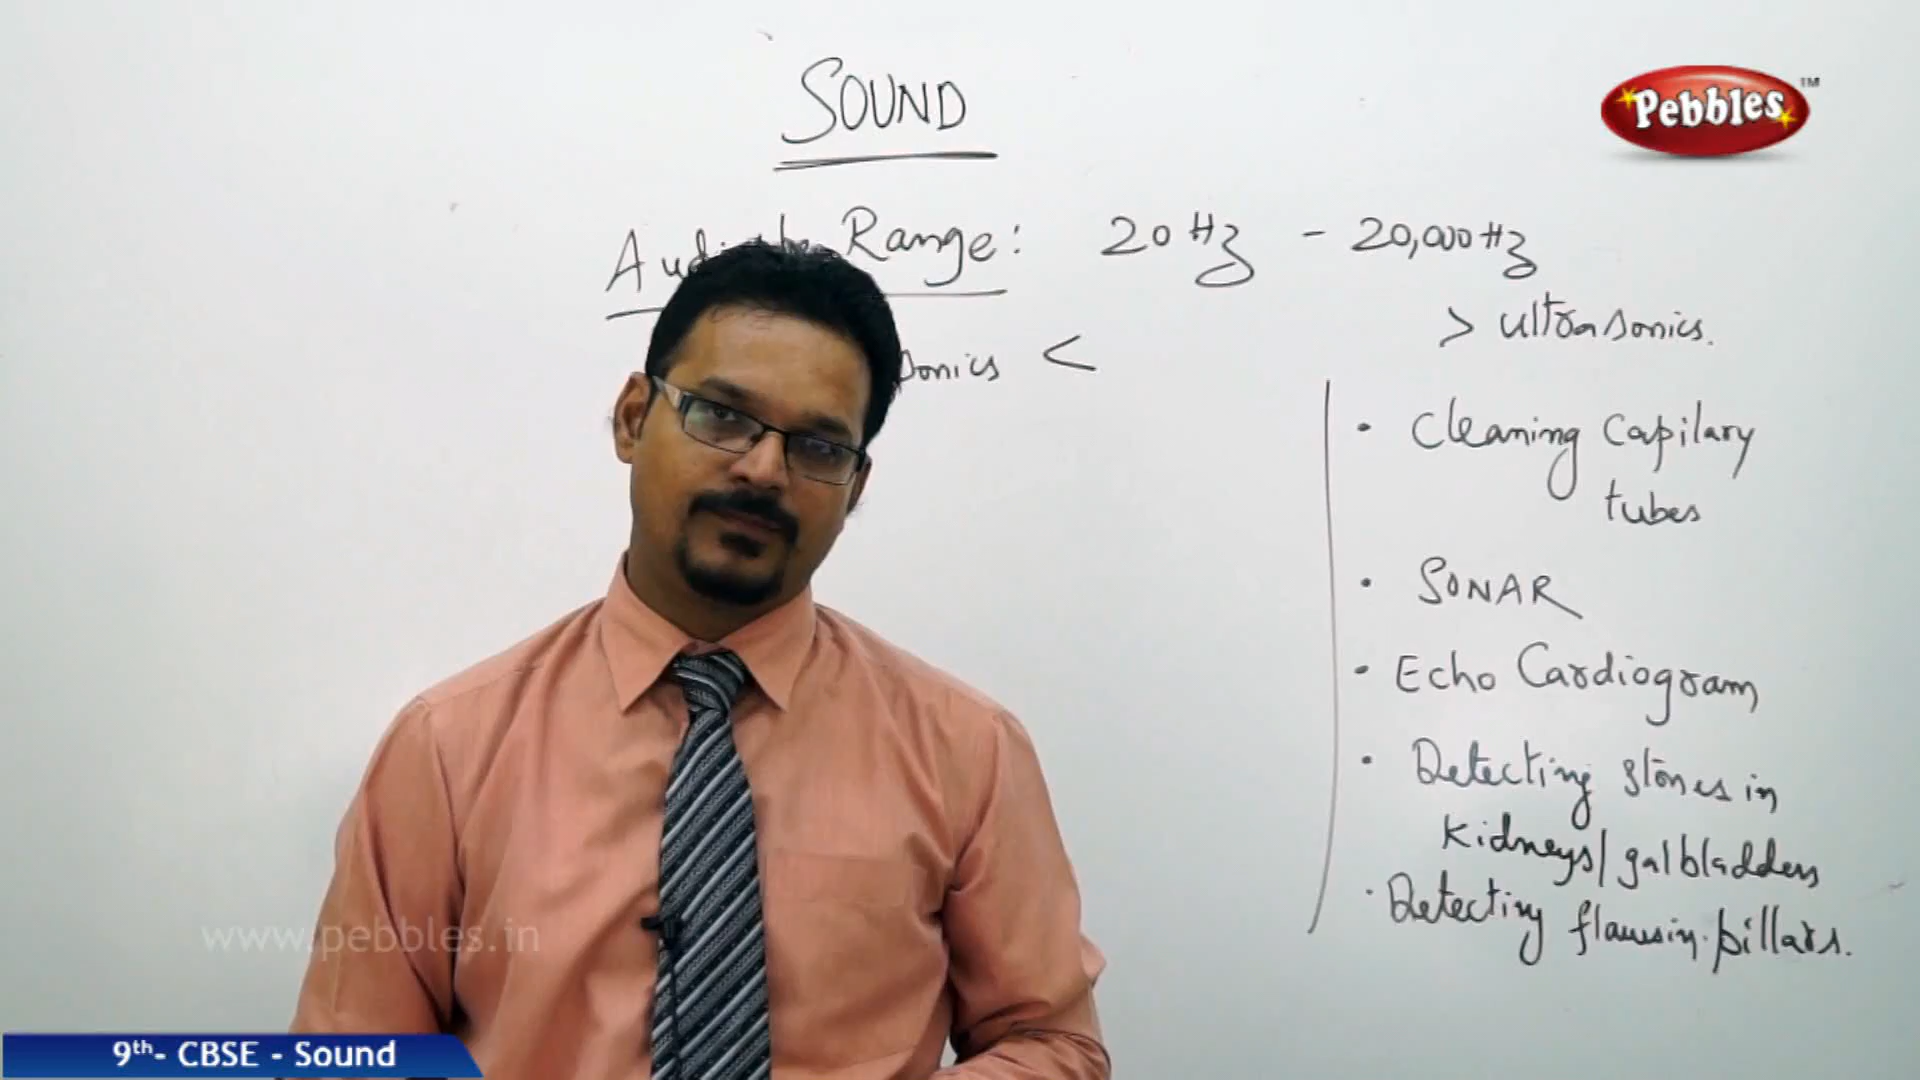 SOUND
Pebbles™
Range: 20 Hz - 20,000 Hz
> ultrasonics.
sonics <
• Cleaning Capilary
tubes
• SONAR
• Echo Cardiogram
• Detecting stones in
kidneys/galbladders
• Detecting flaws in pillars.
www.pebbles.in
9th- CBSE - Sound